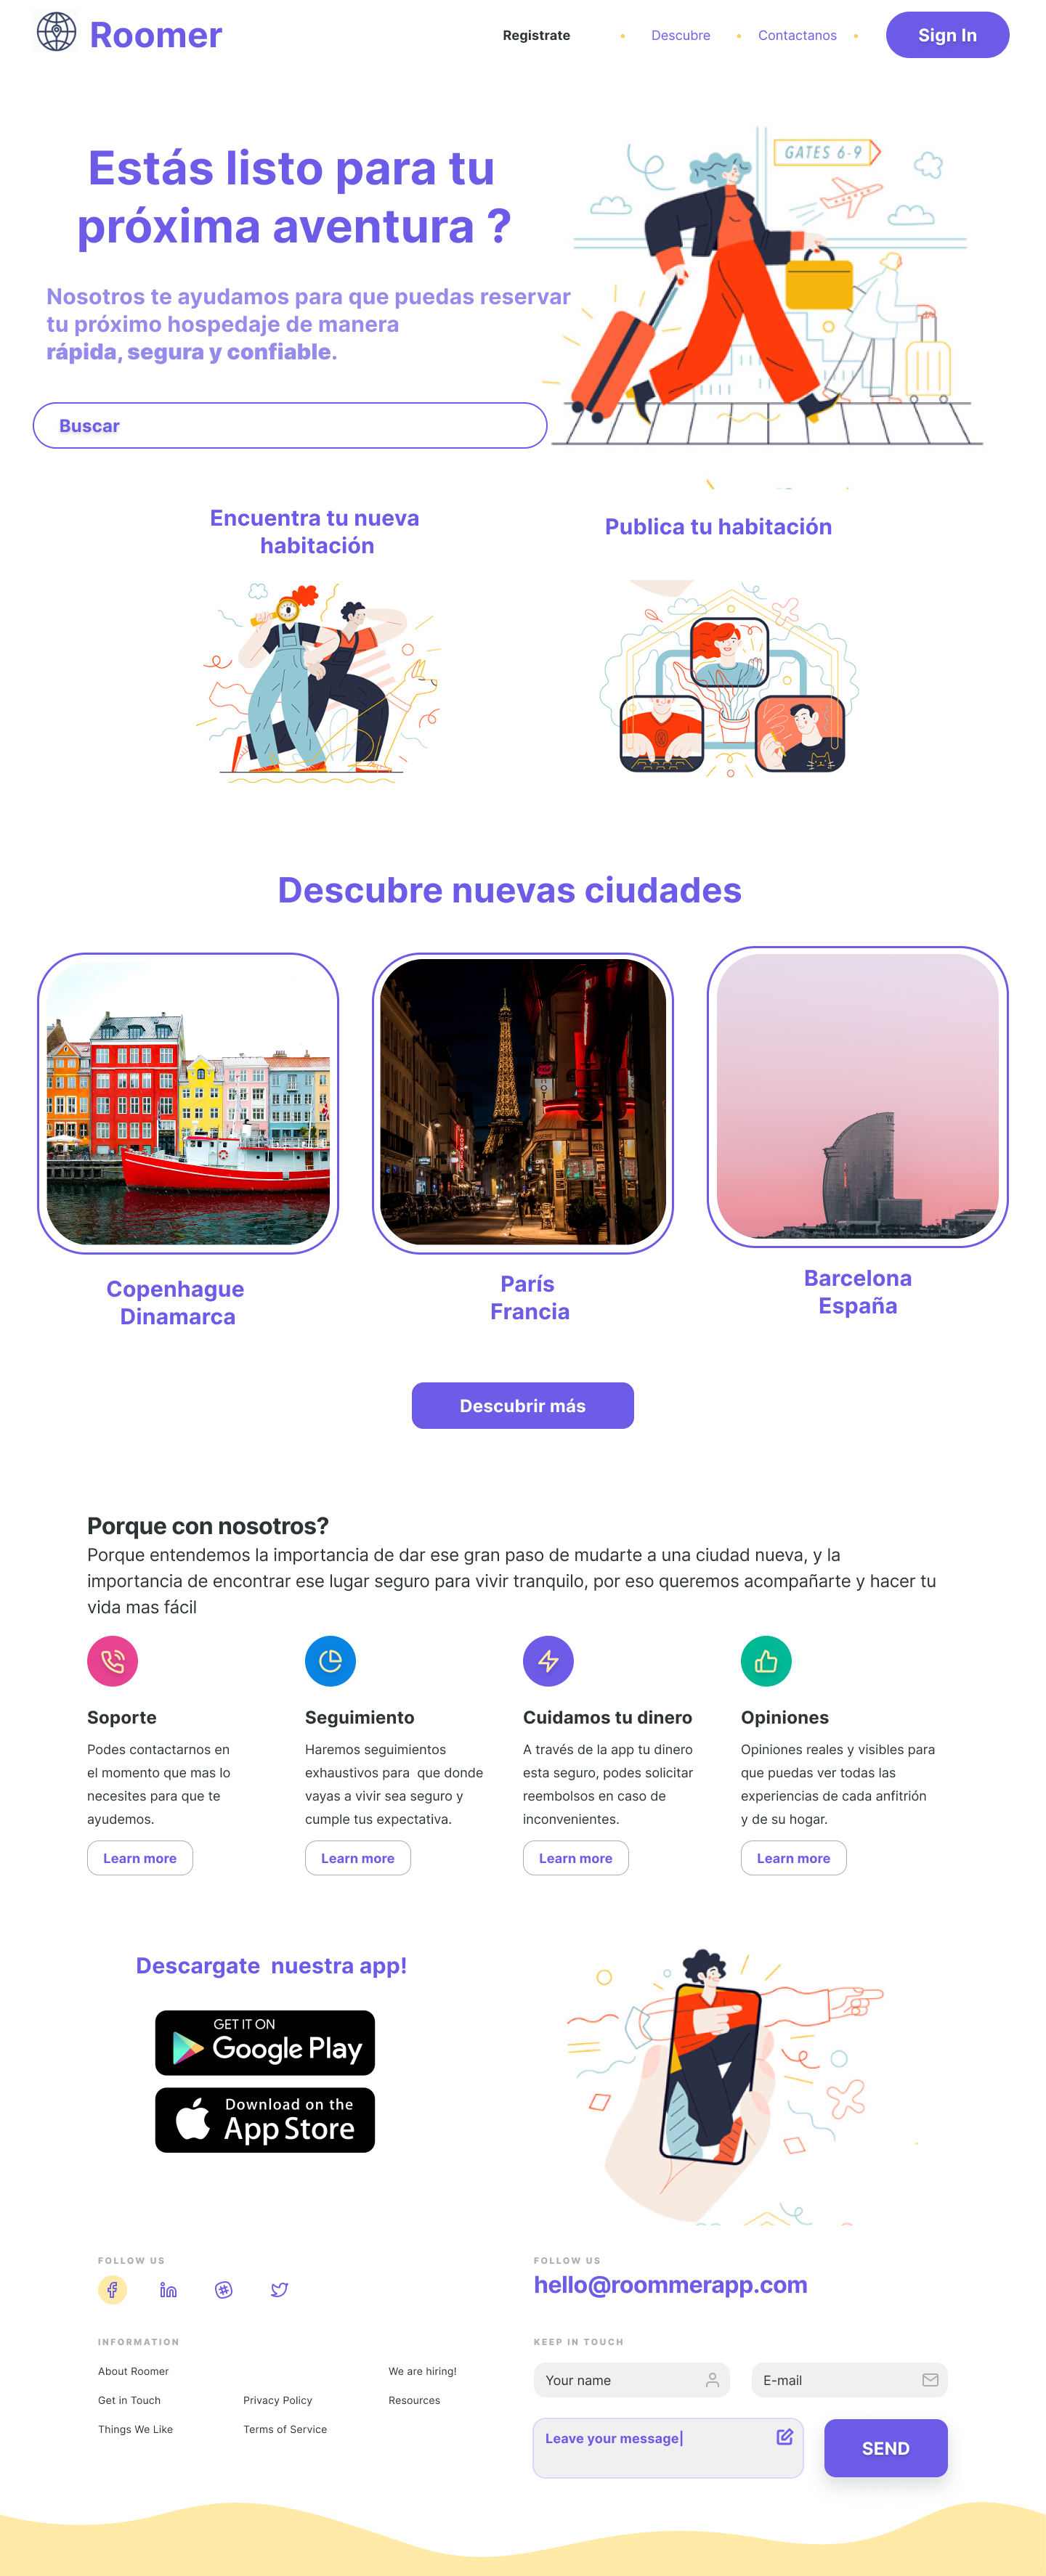 Roomer
Registrate
Descubre
Contactanos
Sign In
GATES 6-9
Estás listo para tu
próxima aventura ?
Nosotros te ayudamos para que puedas reservar
tu próximo hospedaje de manera
rápida, segura y confiable.
Buscar
Encuentra tu nueva
habitación
Publica tu habitación
Descubre nuevas ciudades
Copenhague
Dinamarca
París
Francia
Barcelona
España
Descubrir más
Porque con nosotros?
Porque entendemos la importancia de dar ese gran paso de mudarte a una ciudad nueva, y la
importancia de encontrar ese lugar seguro para vivir tranquilo, por eso queremos acompañarte y hacer tu
vida mas fácil
Soporte
Podes contactarnos en
el momento que mas lo
necesites para que te
ayudemos.
Learn more
Seguimiento
Haremos seguimientos
exhaustivos para  que donde
vayas a vivir sea seguro y
cumple tus expectativa.
Learn more
Cuidamos tu dinero
A través de la app tu dinero
esta seguro, podes solicitar
reembolsos en caso de
inconvenientes.
Learn more
Opiniones
Opiniones reales y visibles para
que puedas ver todas las
experiencias de cada anfitrión
y de su hogar.
Learn more
Descargate  nuestra app!
GET IT ON
Google Play
Download on the
App Store
FOLLOW US
FOLLOW US
hello@roommerapp.com
INFORMATION
About Roomer
We are hiring!
Get in Touch
Privacy Policy
Resources
Things We Like
Terms of Service
KEEP IN TOUCH
Your name
E-mail
Leave your message
SEND